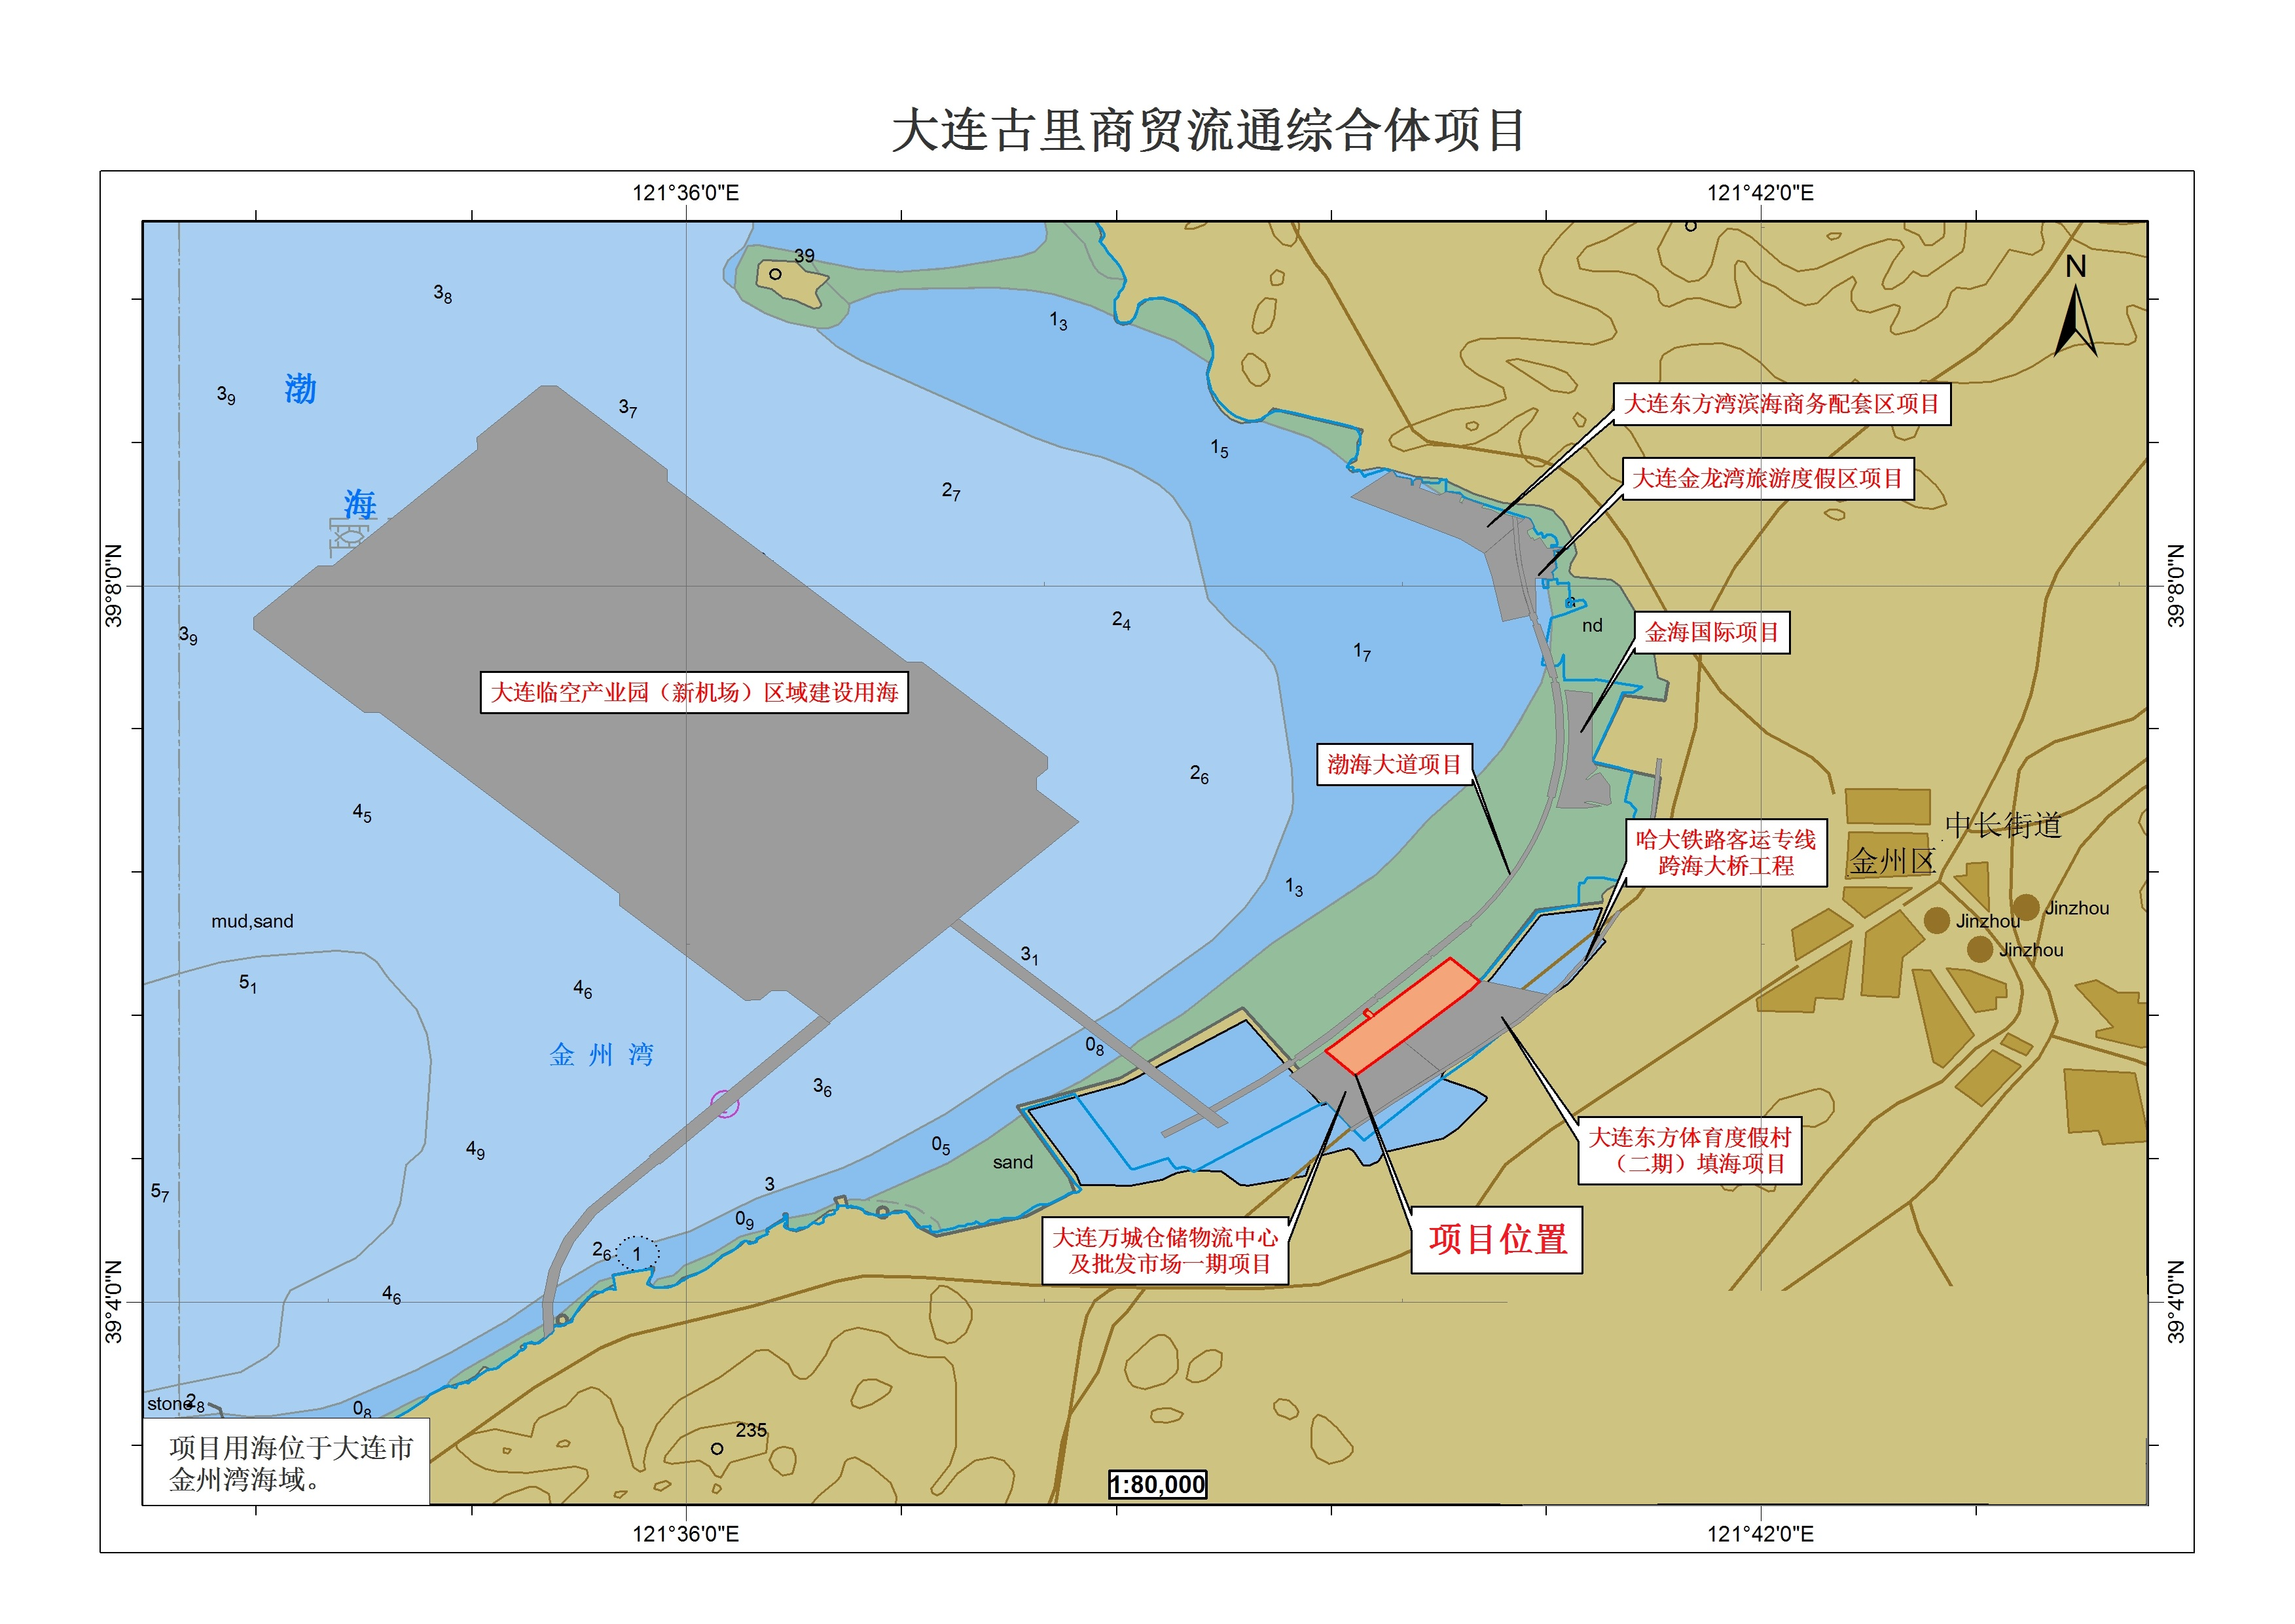 大连古里商贸流通综合体项目
121°36'0"E
121°42'0"E
39
N
3₈
1₃
渤
3₉
3₇
大连东方湾滨海商务配套区项目
1₅
大连金龙湾旅游度假区项目
2₇
海
39°8'0"N
39°8'0"N
2₄
nd
3₉
金海国际项目
1₇
大连临空产业园（新机场）区域建设用海
渤海大道项目
2₆
4₅
中长街道
哈大铁路客运专线
跨海大桥工程
金州区
1₃
mud,sand
Jinzhou
Jinzhou
Jinzhou
3₁
5₁
4₆
0₈
金州湾
3₆
大连东方体育度假村
（二期）填海项目
4₉
0₅
sand
3
5₇
0₉
大连万城仓储物流中心
及批发市场一期项目
项目位置
2₆
1
4₆
39°4'0"N
39°4'0"N
stone
2₈
0₈
235
项目用海位于大连市
金州湾海域。
1:80,000
121°36'0"E
121°42'0"E